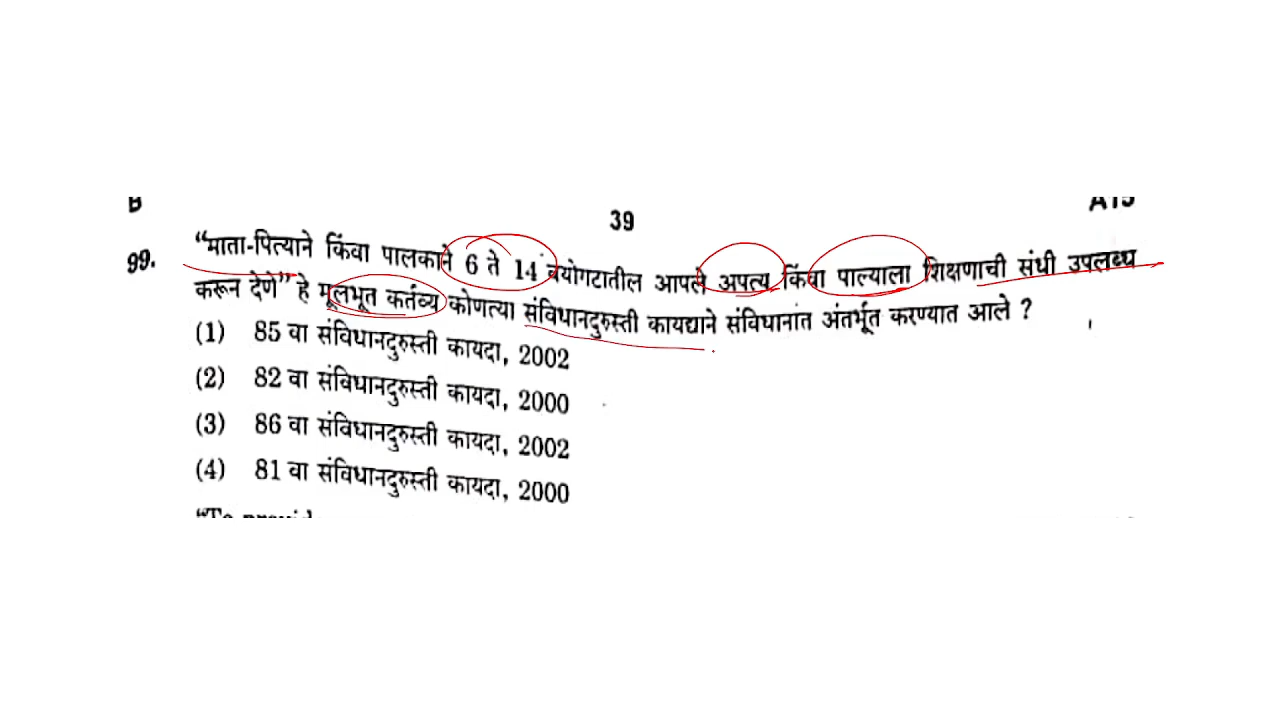 B 39 A15
99. “माता-पित्याने किंवा पालकाने 6 ते 14 वयोगटातील आपले अपत्य किंवा पाल्याला शिक्षणाची संधी उपलब्ध
करून देणे” हे मूलभूत कर्तव्य कोणत्या संविधानदुरुस्ती कायद्याने संविधानांत अंतर्भूत करण्यात आले ?
(1) 85 वा संविधानदुरुस्ती कायदा, 2002
(2) 82 वा संविधानदुरुस्ती कायदा, 2000
(3) 86 वा संविधानदुरुस्ती कायदा, 2002
(4) 81 वा संविधानदुरुस्ती कायदा, 2000
“To provid